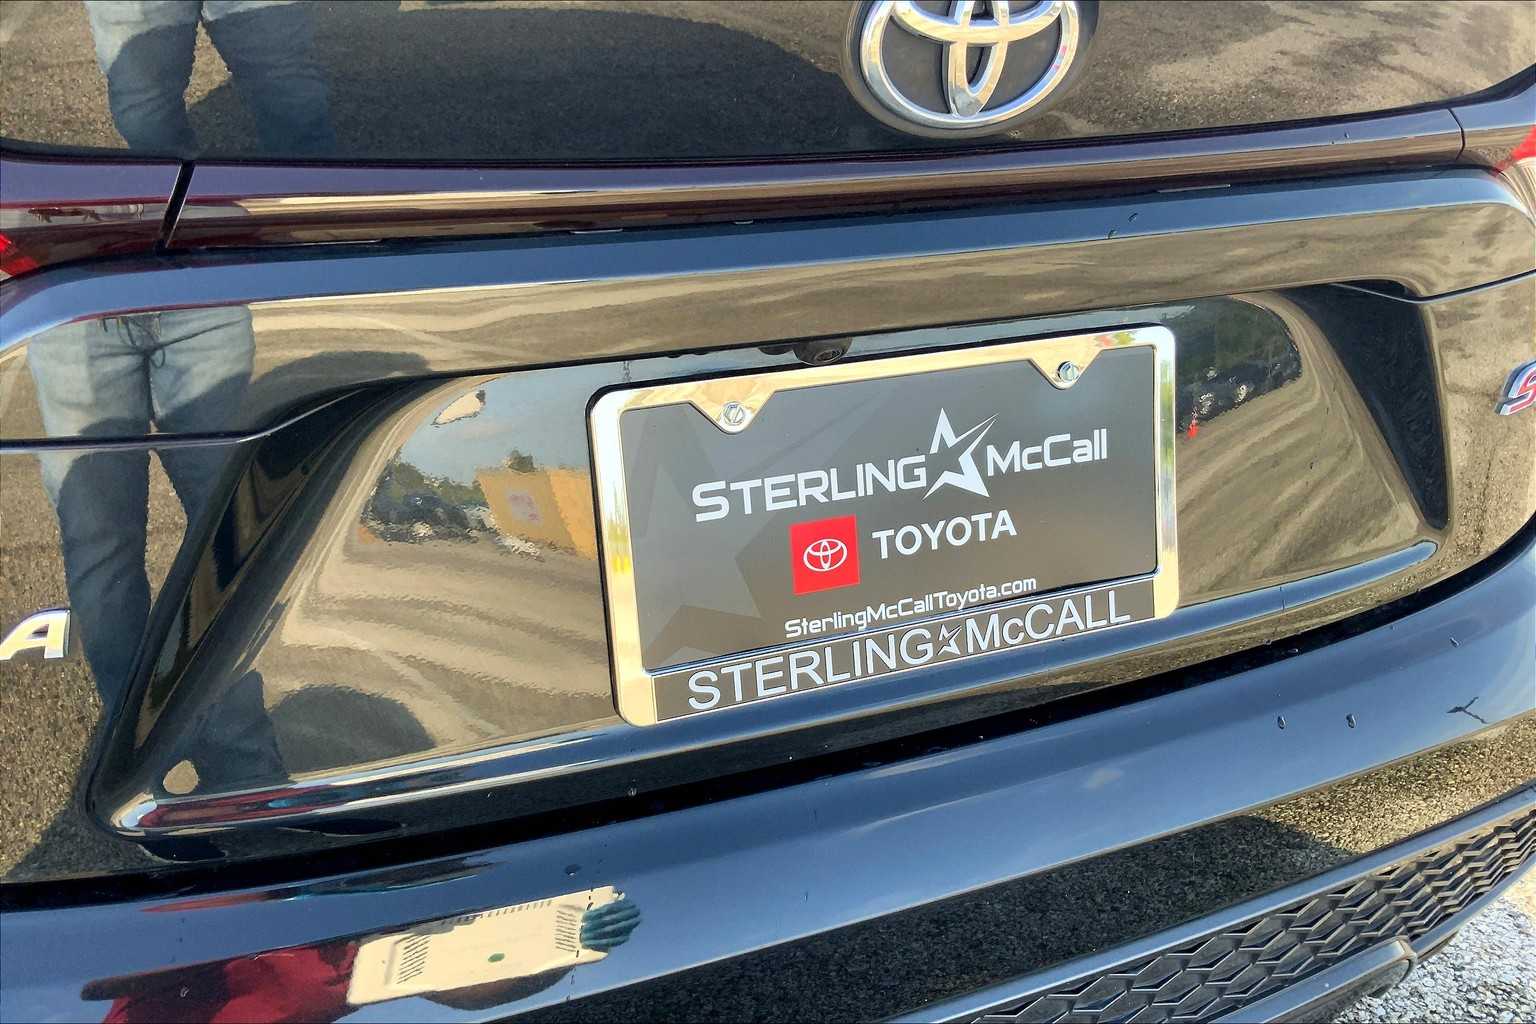 STERLING McCall
TOYOTA
SterlingMcCallToyota.com
STERLING McCALL
A
S